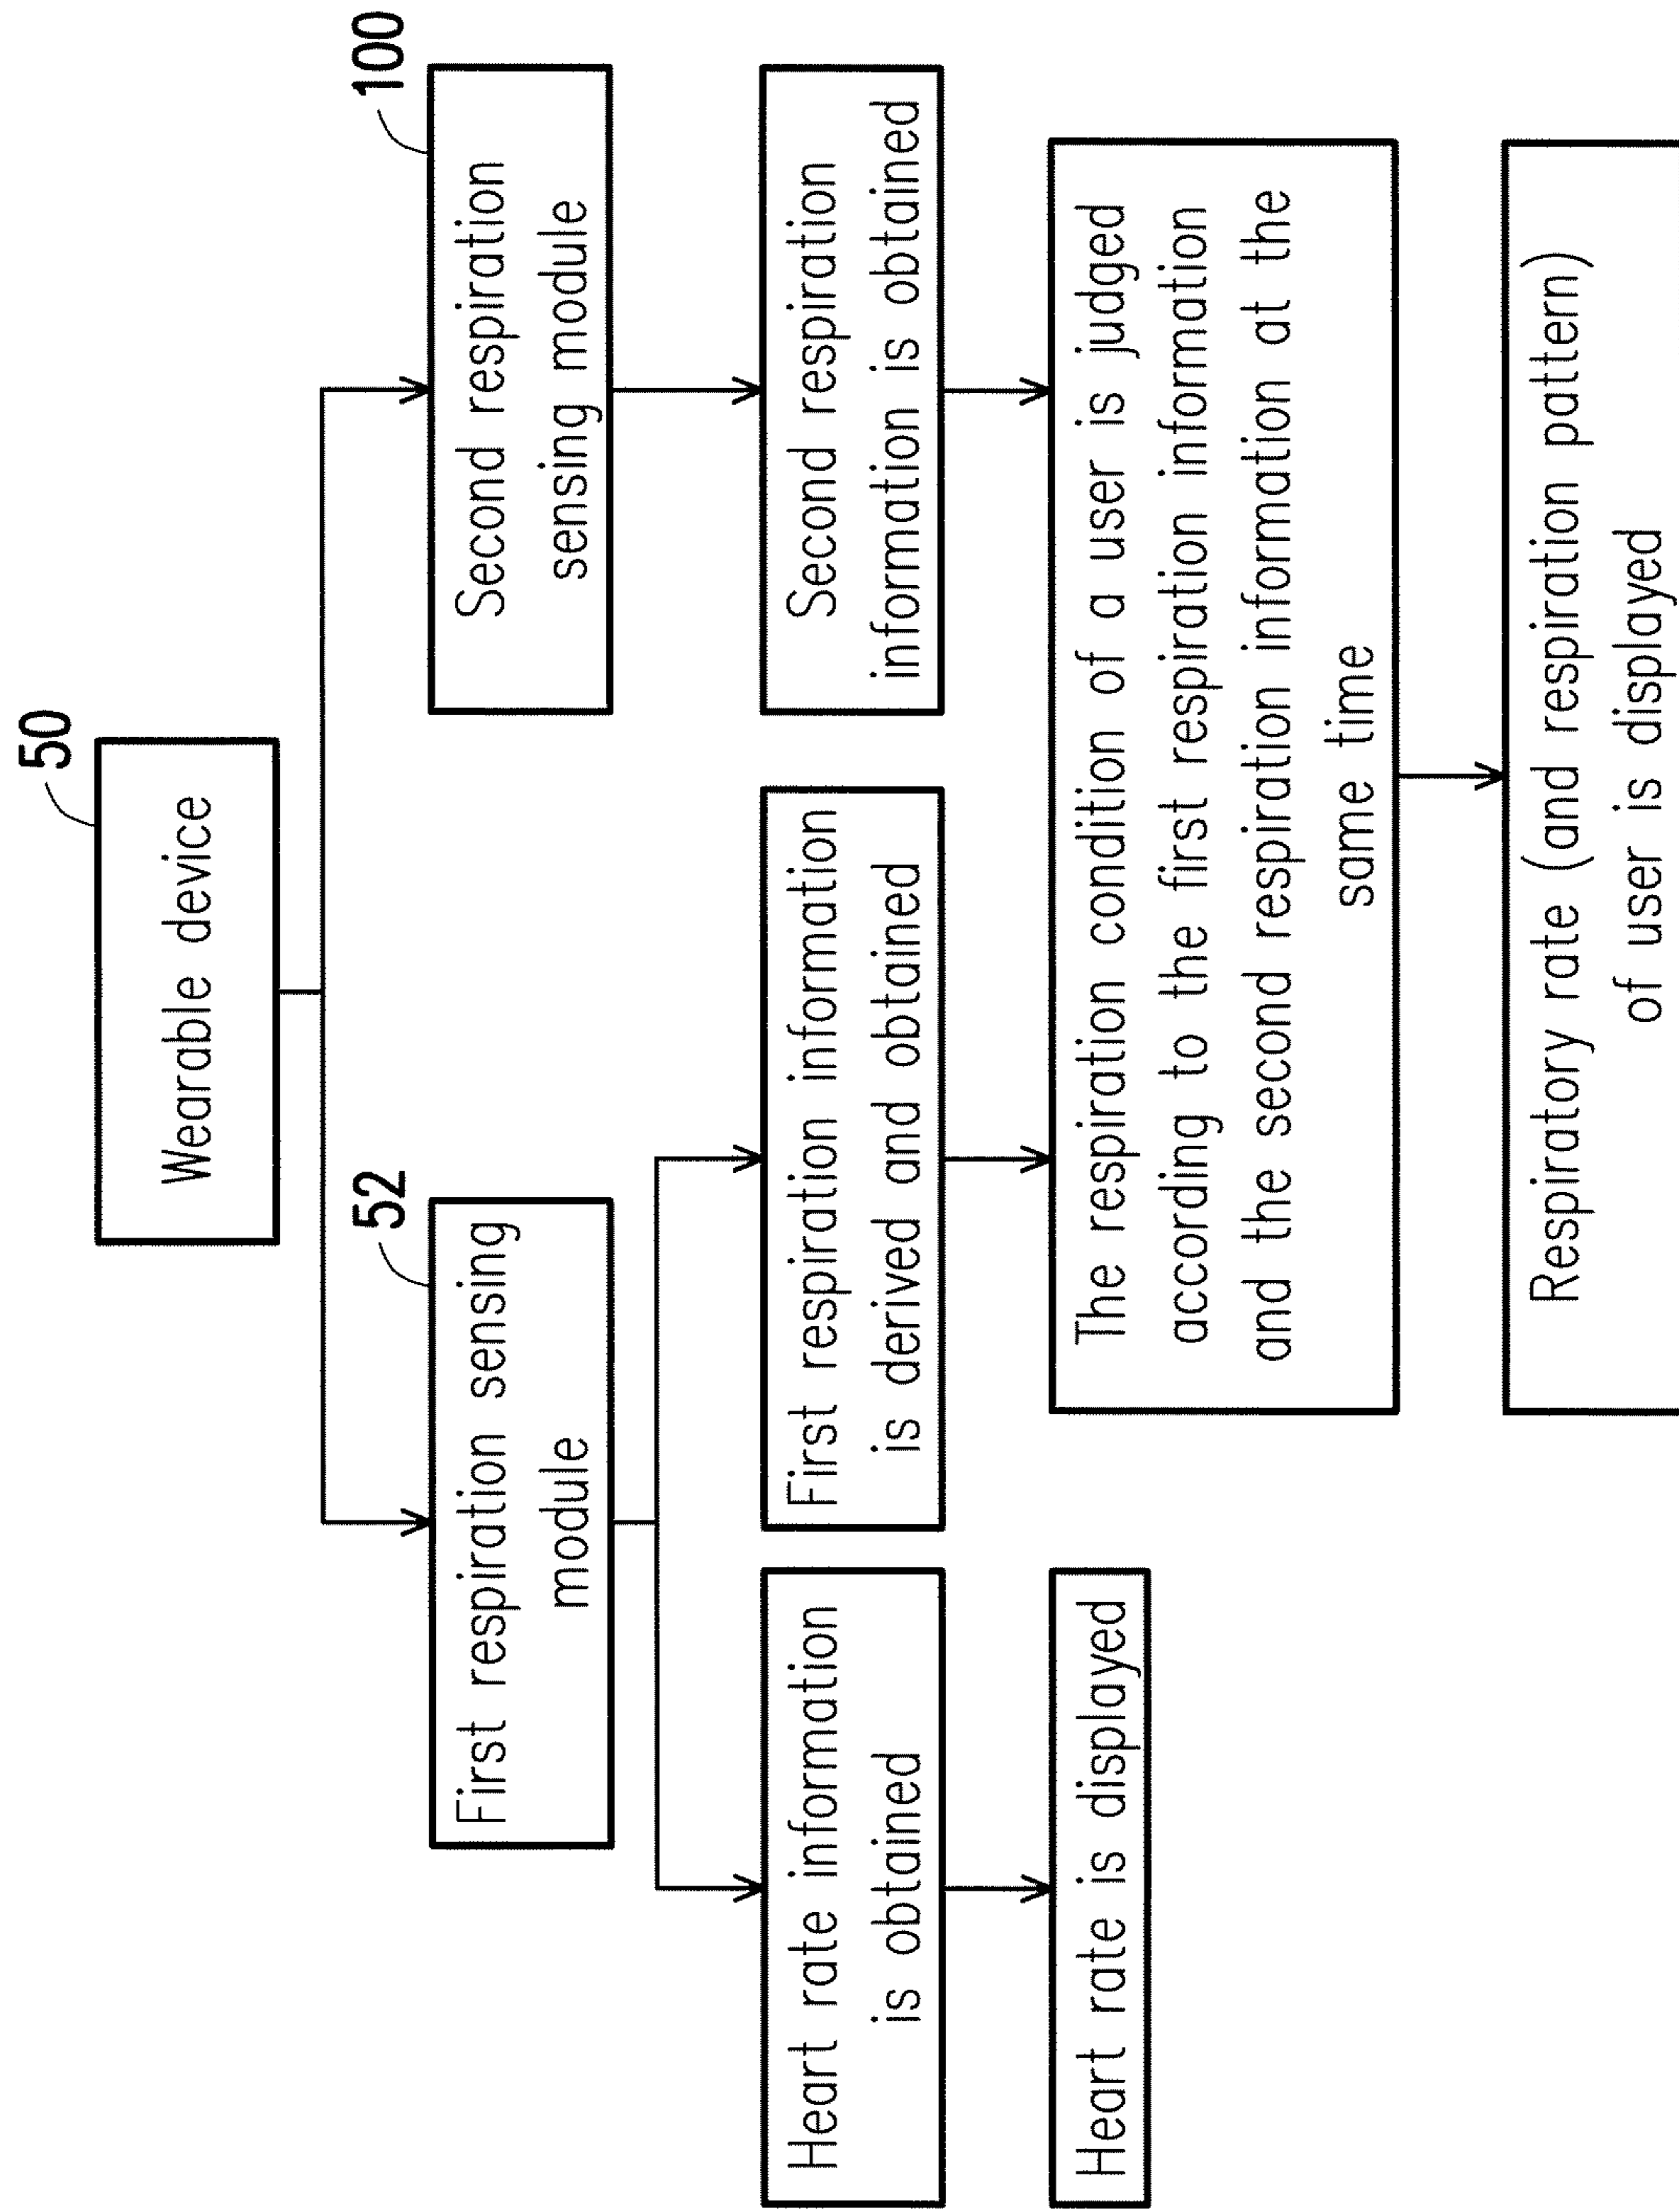 50
Wearable device
52
First respiration sensing
module
100
Second respiration
sensing module
Heart rate information
is obtained
First respiration information
is derived and obtained
Second respiration
information is obtained
Heart rate is displayed
The respiration condition of a user is judged
according to the first respiration information
and the second respiration information at the
same time
Respiratory rate (and respiration pattern)
of user is displayed